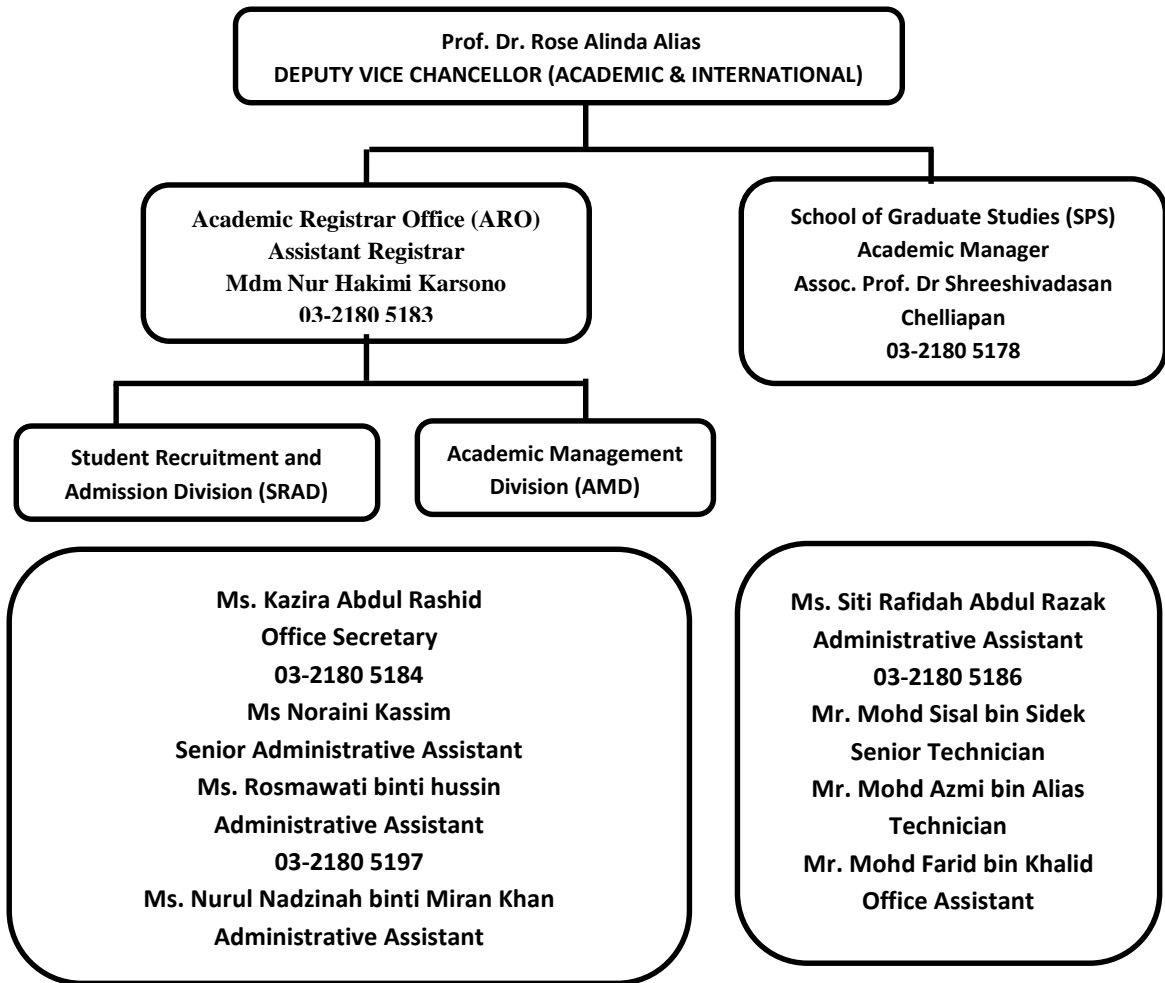 Prof. Dr. Rose Alinda Alias
DEPUTY VICE CHANCELLOR (ACADEMIC & INTERNATIONAL)
Academic Registrar Office (ARO)
Assistant Registrar
Mdm Nur Hakimi Karsono
03-2180 5183
School of Graduate Studies (SPS)
Academic Manager
Assoc. Prof. Dr Shreeshivadasan
Chelliapan
03-2180 5178
Student Recruitment and
Admission Division (SRAD)
Academic Management
Division (AMD)
Ms. Kazira Abdul Rashid
Office Secretary
03-2180 5184
Ms Noraini Kassim
Senior Administrative Assistant
Ms. Rosmawati binti hussin
Administrative Assistant
03-2180 5197
Ms. Nurul Nadzinah binti Miran Khan
Administrative Assistant
Ms. Siti Rafidah Abdul Razak
Administrative Assistant
03-2180 5186
Mr. Mohd Sisal bin Sidek
Senior Technician
Mr. Mohd Azmi bin Alias
Technician
Mr. Mohd Farid bin Khalid
Office Assistant